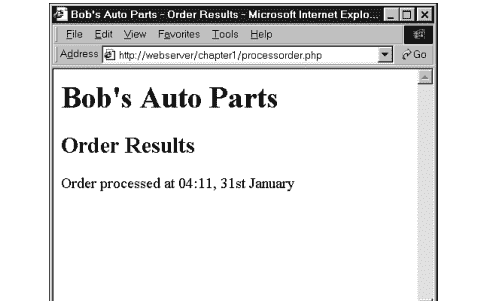 Bob's Auto Parts - Order Results - Microsoft Internet Explo...
File Edit View Favorites Tools Help
Address http://webserver/chapter1/processorder.php Go
Bob's Auto Parts
Order Results
Order processed at 04:11, 31st January